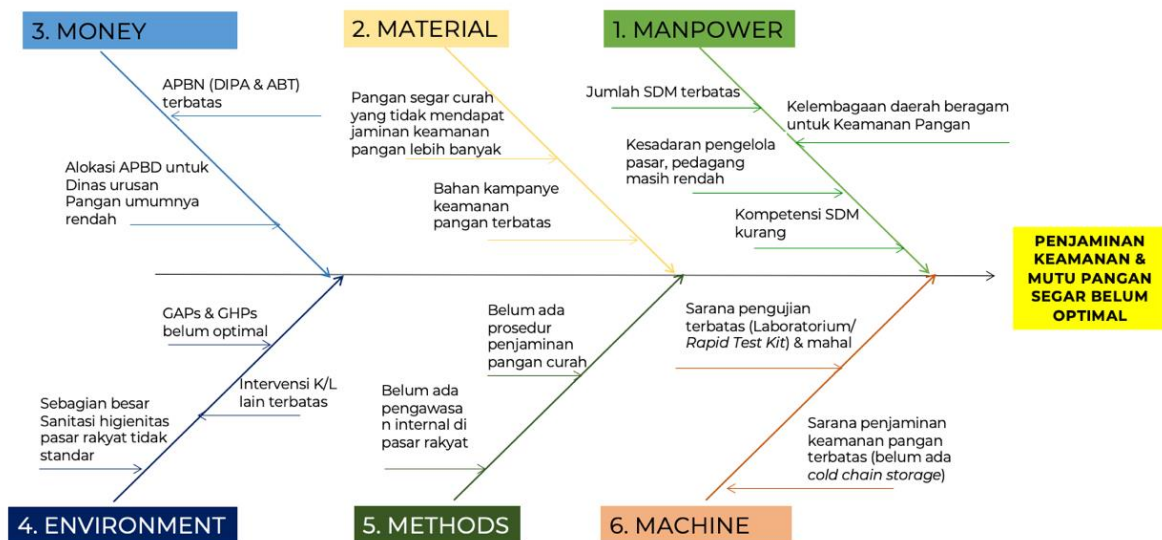 3. MONEY
2. MATERIAL
1. MANPOWER
APBN (DIPA & ABT)
terbatas
Alokasi APBD untuk
Dinas urusan
Pangan umumnya
rendah
Pangan segar curah
yang tidak mendapat
jaminan keamanan
pangan lebih banyak
Bahan kampanye
keamanan
pangan terbatas
Jumlah SDM terbatas
Kelembagaan daerah beragam
untuk Keamanan Pangan
Kesadaran pengelola
pasar, pedagang
masih rendah
Kompetensi SDM
kurang
PENJAMINAN
KEAMANAN &
MUTU PANGAN
SEGAR BELUM
OPTIMAL
GAPs & GHPs
belum optimal
Intervensi K/L
lain terbatas
Sebagian besar
Sanitasi higienitas
pasar rakyat tidak
standar
Belum ada
prosedur
penjaminan
pangan curah
Belum ada
pengawasa
n internal di
pasar rakyat
Sarana pengujian
terbatas (Laboratorium/
Rapid Test Kit) & mahal
Sarana penjaminan
keamanan pangan
terbatas (belum ada
cold chain storage)
4. ENVIRONMENT
5. METHODS
6. MACHINE